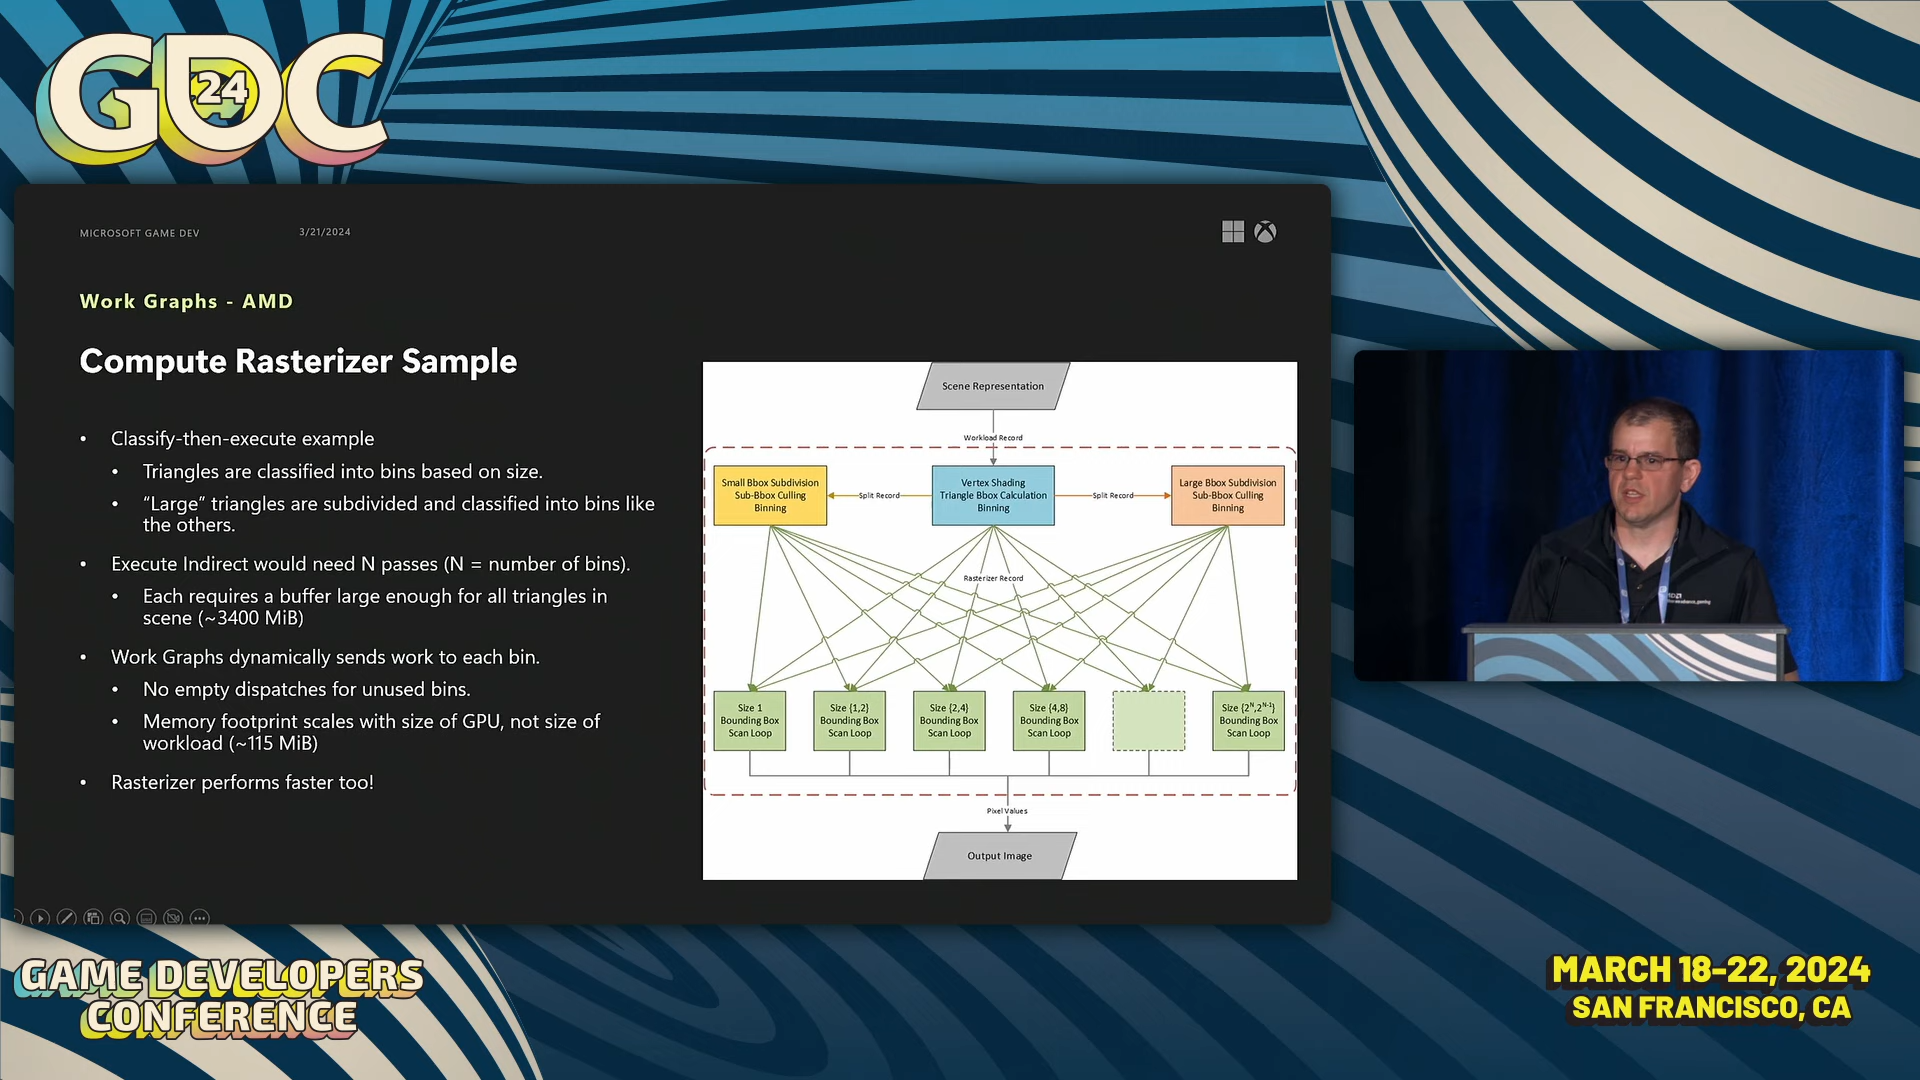 GDC
24
MICROSOFT GAME DEV
3/21/2024
Work Graphs - AMD
Compute Rasterizer Sample
• Classify-then-execute example
• Triangles are classified into bins based on size.
• “Large” triangles are subdivided and classified into bins like
the others.
• Execute Indirect would need N passes (N = number of bins).
• Each requires a buffer large enough for all triangles in
scene (~3400 MiB)
• Work Graphs dynamically sends work to each bin.
• No empty dispatches for unused bins.
• Memory footprint scales with size of GPU, not size of
workload (~115 MiB)
• Rasterizer performs faster too!
Scene Representation
Workload Record
Small Bbox Subdivision
Sub-Bbox Culling
Binning
Split Record
Vertex Shading
Triangle Bbox Calculation
Binning
Split Record
Large Bbox Subdivision
Sub-Bbox Culling
Binning
Rasterizer Record
Size 1
Bounding Box
Scan Loop
Size (1,2)
Bounding Box
Scan Loop
Size (2,4)
Bounding Box
Scan Loop
Size (4,8)
Bounding Box
Scan Loop
Size (2^N,2^N-1)
Bounding Box
Scan Loop
Pixel Values
Output Image
GAME DEVELOPERS
CONFERENCE
MARCH 18-22, 2024
SAN FRANCISCO, CA